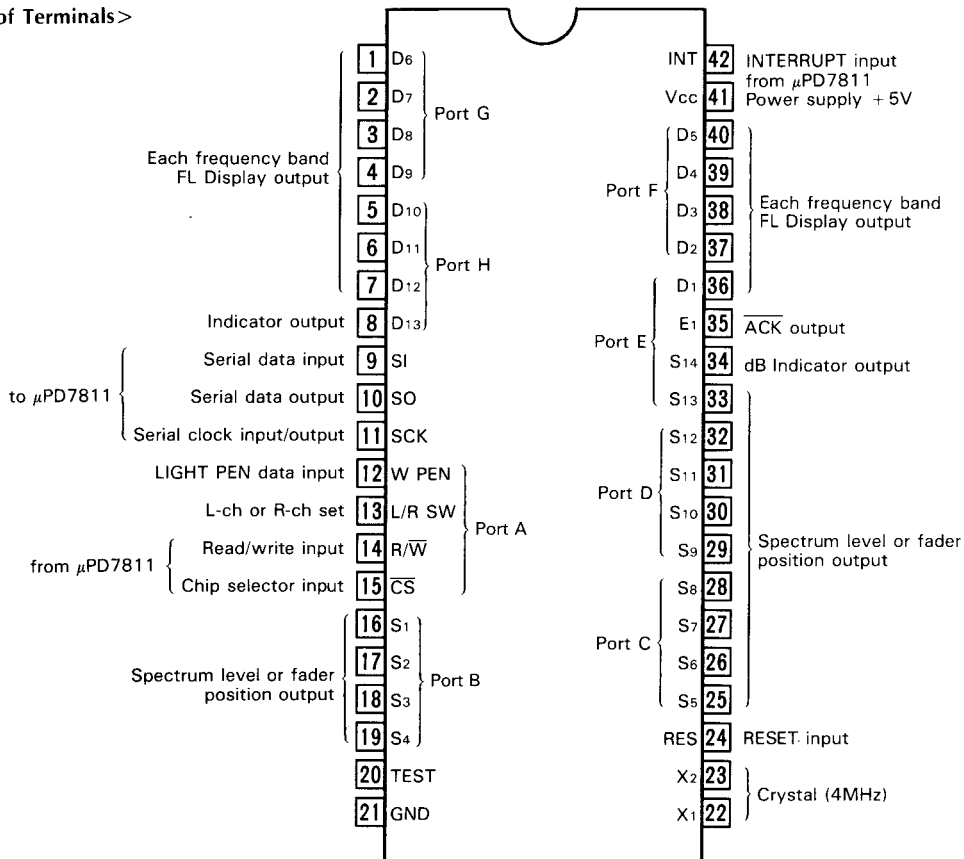 of Terminals>
1 D6
2 D7
3 D8
4 D9
Port G
Each frequency band
FL Display output
5 D10
6 D11
7 D12
8 D13
Port H
Indicator output
Serial data input 9 SI
to μPD7811
Serial data output 10 SO
Serial clock input/output 11 SCK
LIGHT PEN data input 12 W PEN
L-ch or R-ch set 13 L/R SW
Port A
from μPD7811
Read/write input 14 R/W̅
Chip selector input 15 C̅S̅
16 S1
17 S2
18 S3
19 S4
Port B
Spectrum level or fader
position output
20 TEST
21 GND
INT 42 INTERRUPT input
from μPD7811
Vcc 41 Power supply +5V
D5 40
D4 39
D3 38
D2 37
Port F
Each frequency band
FL Display output
D1 36
E1 35 A̅C̅K̅ output
Port E
S14 34 dB Indicator output
S13 33
S12 32
S11 31
Port D
S10 30
S9 29
Spectrum level or fader
position output
S8 28
S7 27
Port C
S6 26
S5 25
RES 24 RESET input
X2 23
Crystal (4MHz)
X1 22